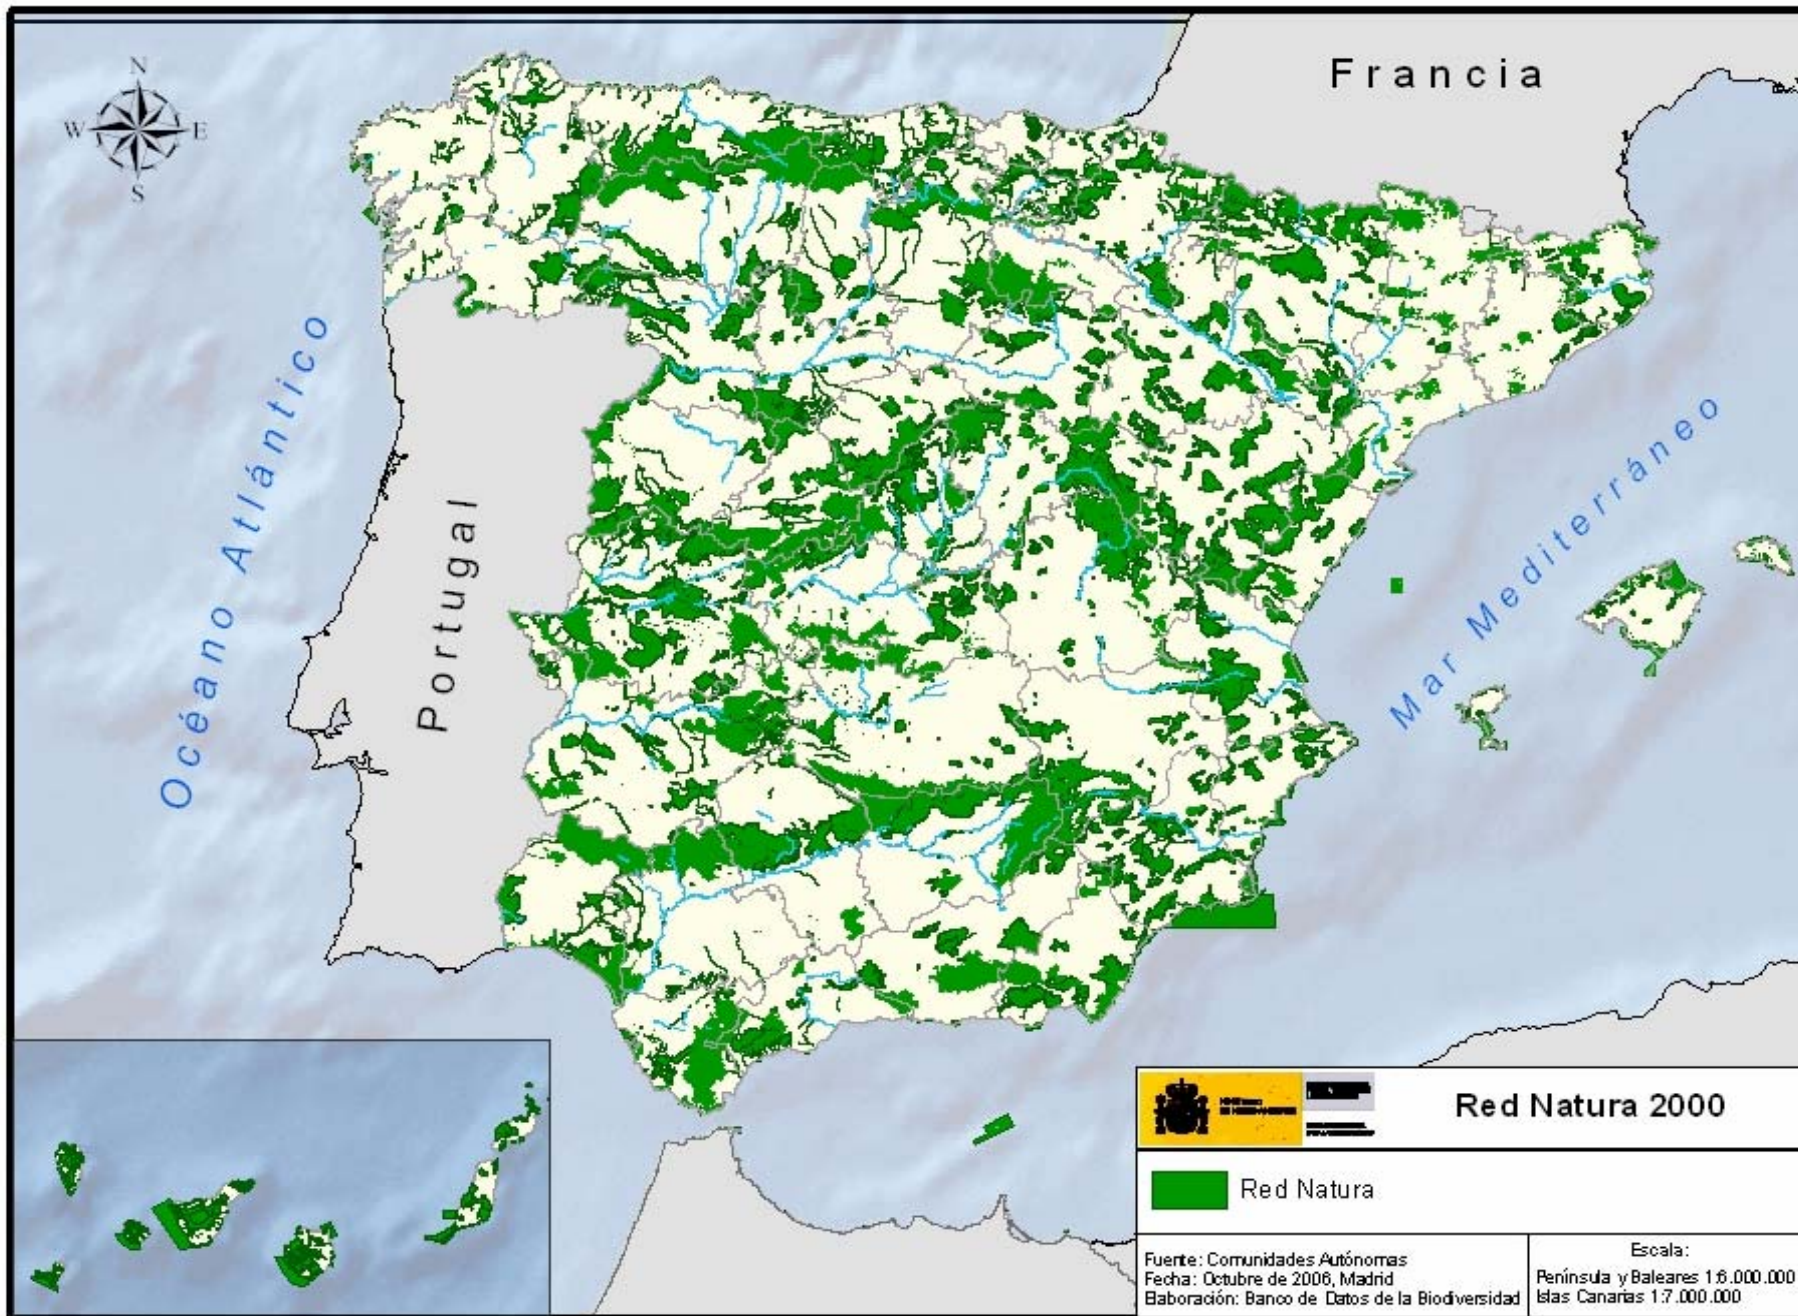 N
W
E
S
Francia
Océano Atlántico
Portugal
Mar Mediterráneo
Red Natura 2000
Red Natura
Fuente: Comunidades Autónomas
Fecha: Octubre de 2006, Madrid
Elaboración: Banco de Datos de la Biodiversidad
Escala:
Península y Baleares 1:6.000.000
Islas Canarias 1:7.000.000